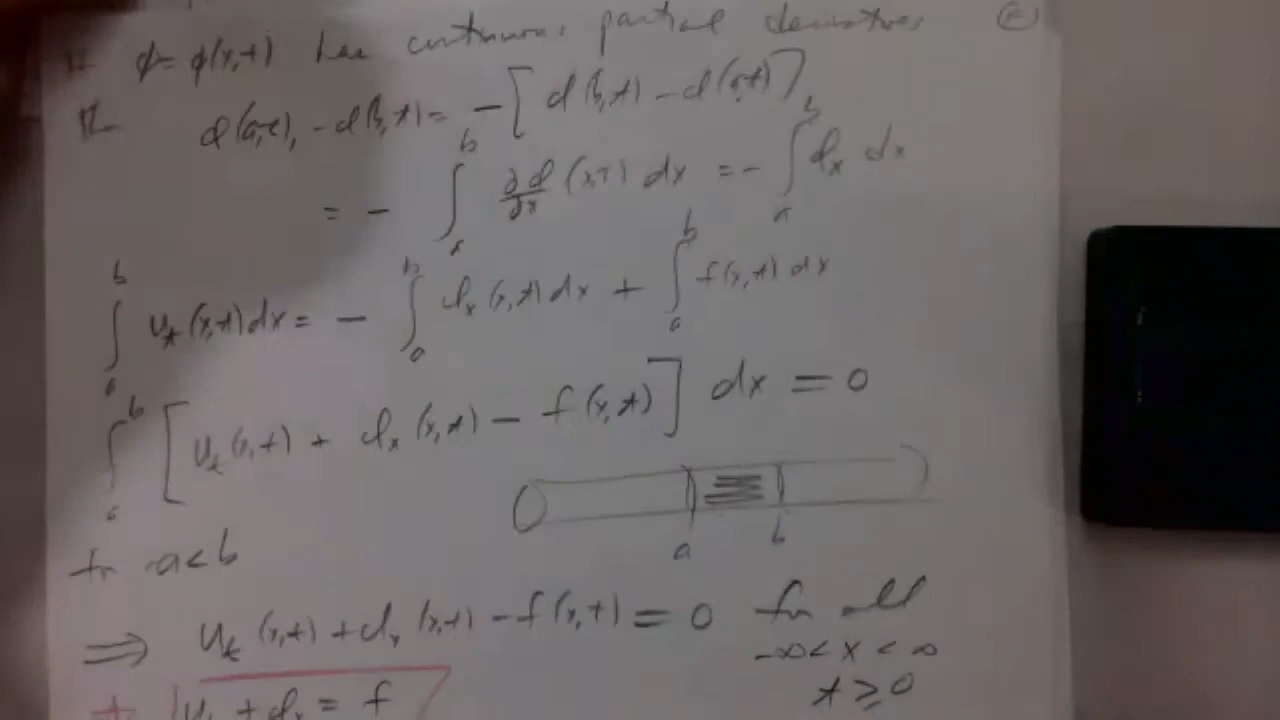 If φ = φ(x,t) has continuous partial derivatives
φ(a,t) - φ(b,t) = - [ φ(b,t) - φ(a,t) ]
= - ∫_a^b ∂φ/∂x (x,t) dx = - ∫_a^b φ_x dx
∫_a^b u_t(x,t) dx = - ∫_a^b φ_x(x,t) dx + ∫_a^b f(x,t) dx
∫_a^b [ u_t(x,t) + φ_x(x,t) - f(x,t) ] dx = 0
a b
for a<b
⟹ u_t(x,t) + φ_x(x,t) - f(x,t) = 0 for all
-∞ < x < ∞
t ≥ 0
u_t + φ_x = f